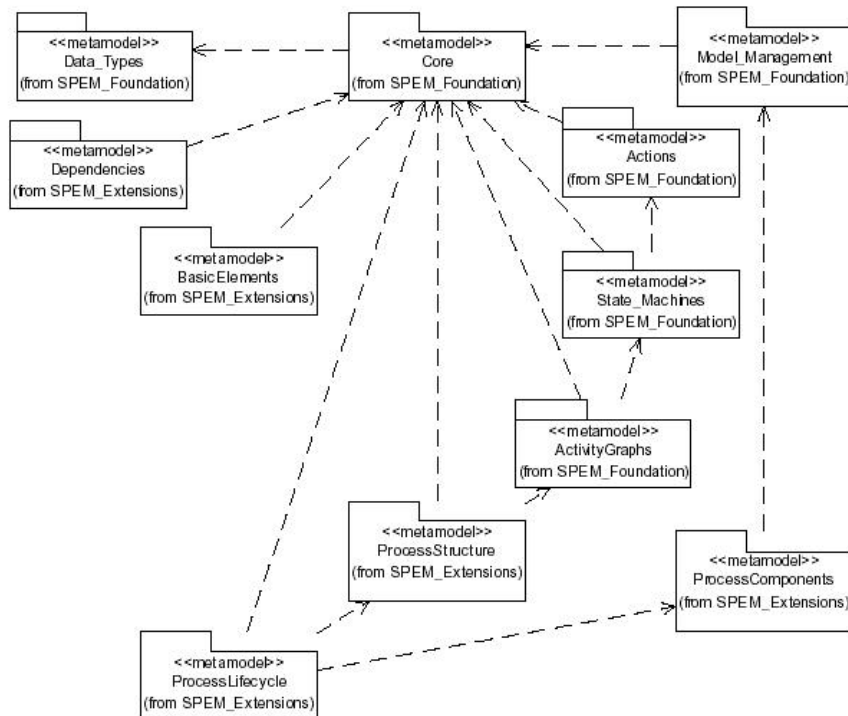 <<metamodel>>
Data_Types
(from SPEM_Foundation)
<<metamodel>>
Core
(from SPEM_Foundation)
<<metamodel>>
Model_Management
(from SPEM_Foundation)
<<metamodel>>
Dependencies
(from SPEM_Extensions)
<<metamodel>>
Actions
(from SPEM_Foundation)
<<metamodel>>
BasicElements
(from SPEM_Extensions)
<<metamodel>>
State_Machines
(from SPEM_Foundation)
<<metamodel>>
ActivityGraphs
(from SPEM_Foundation)
<<metamodel>>
ProcessStructure
(from SPEM_Extensions)
<<metamodel>>
ProcessComponents
(from SPEM_Extensions)
<<metamodel>>
ProcessLifecycle
(from SPEM_Extensions)